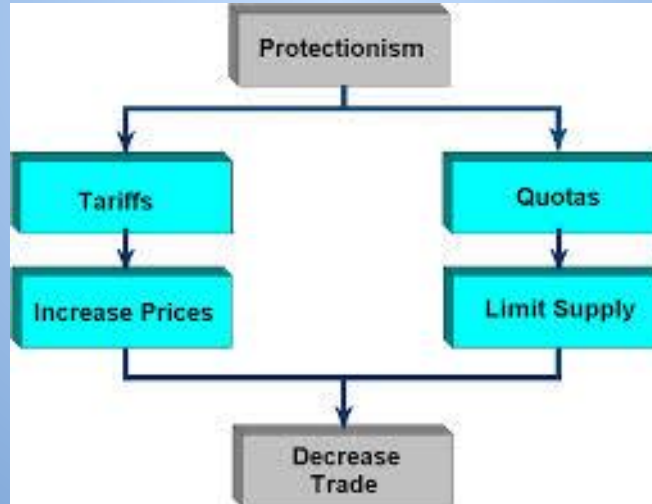 Protectionism
Tariffs
Quotas
Increase Prices
Limit Supply
Decrease
Trade